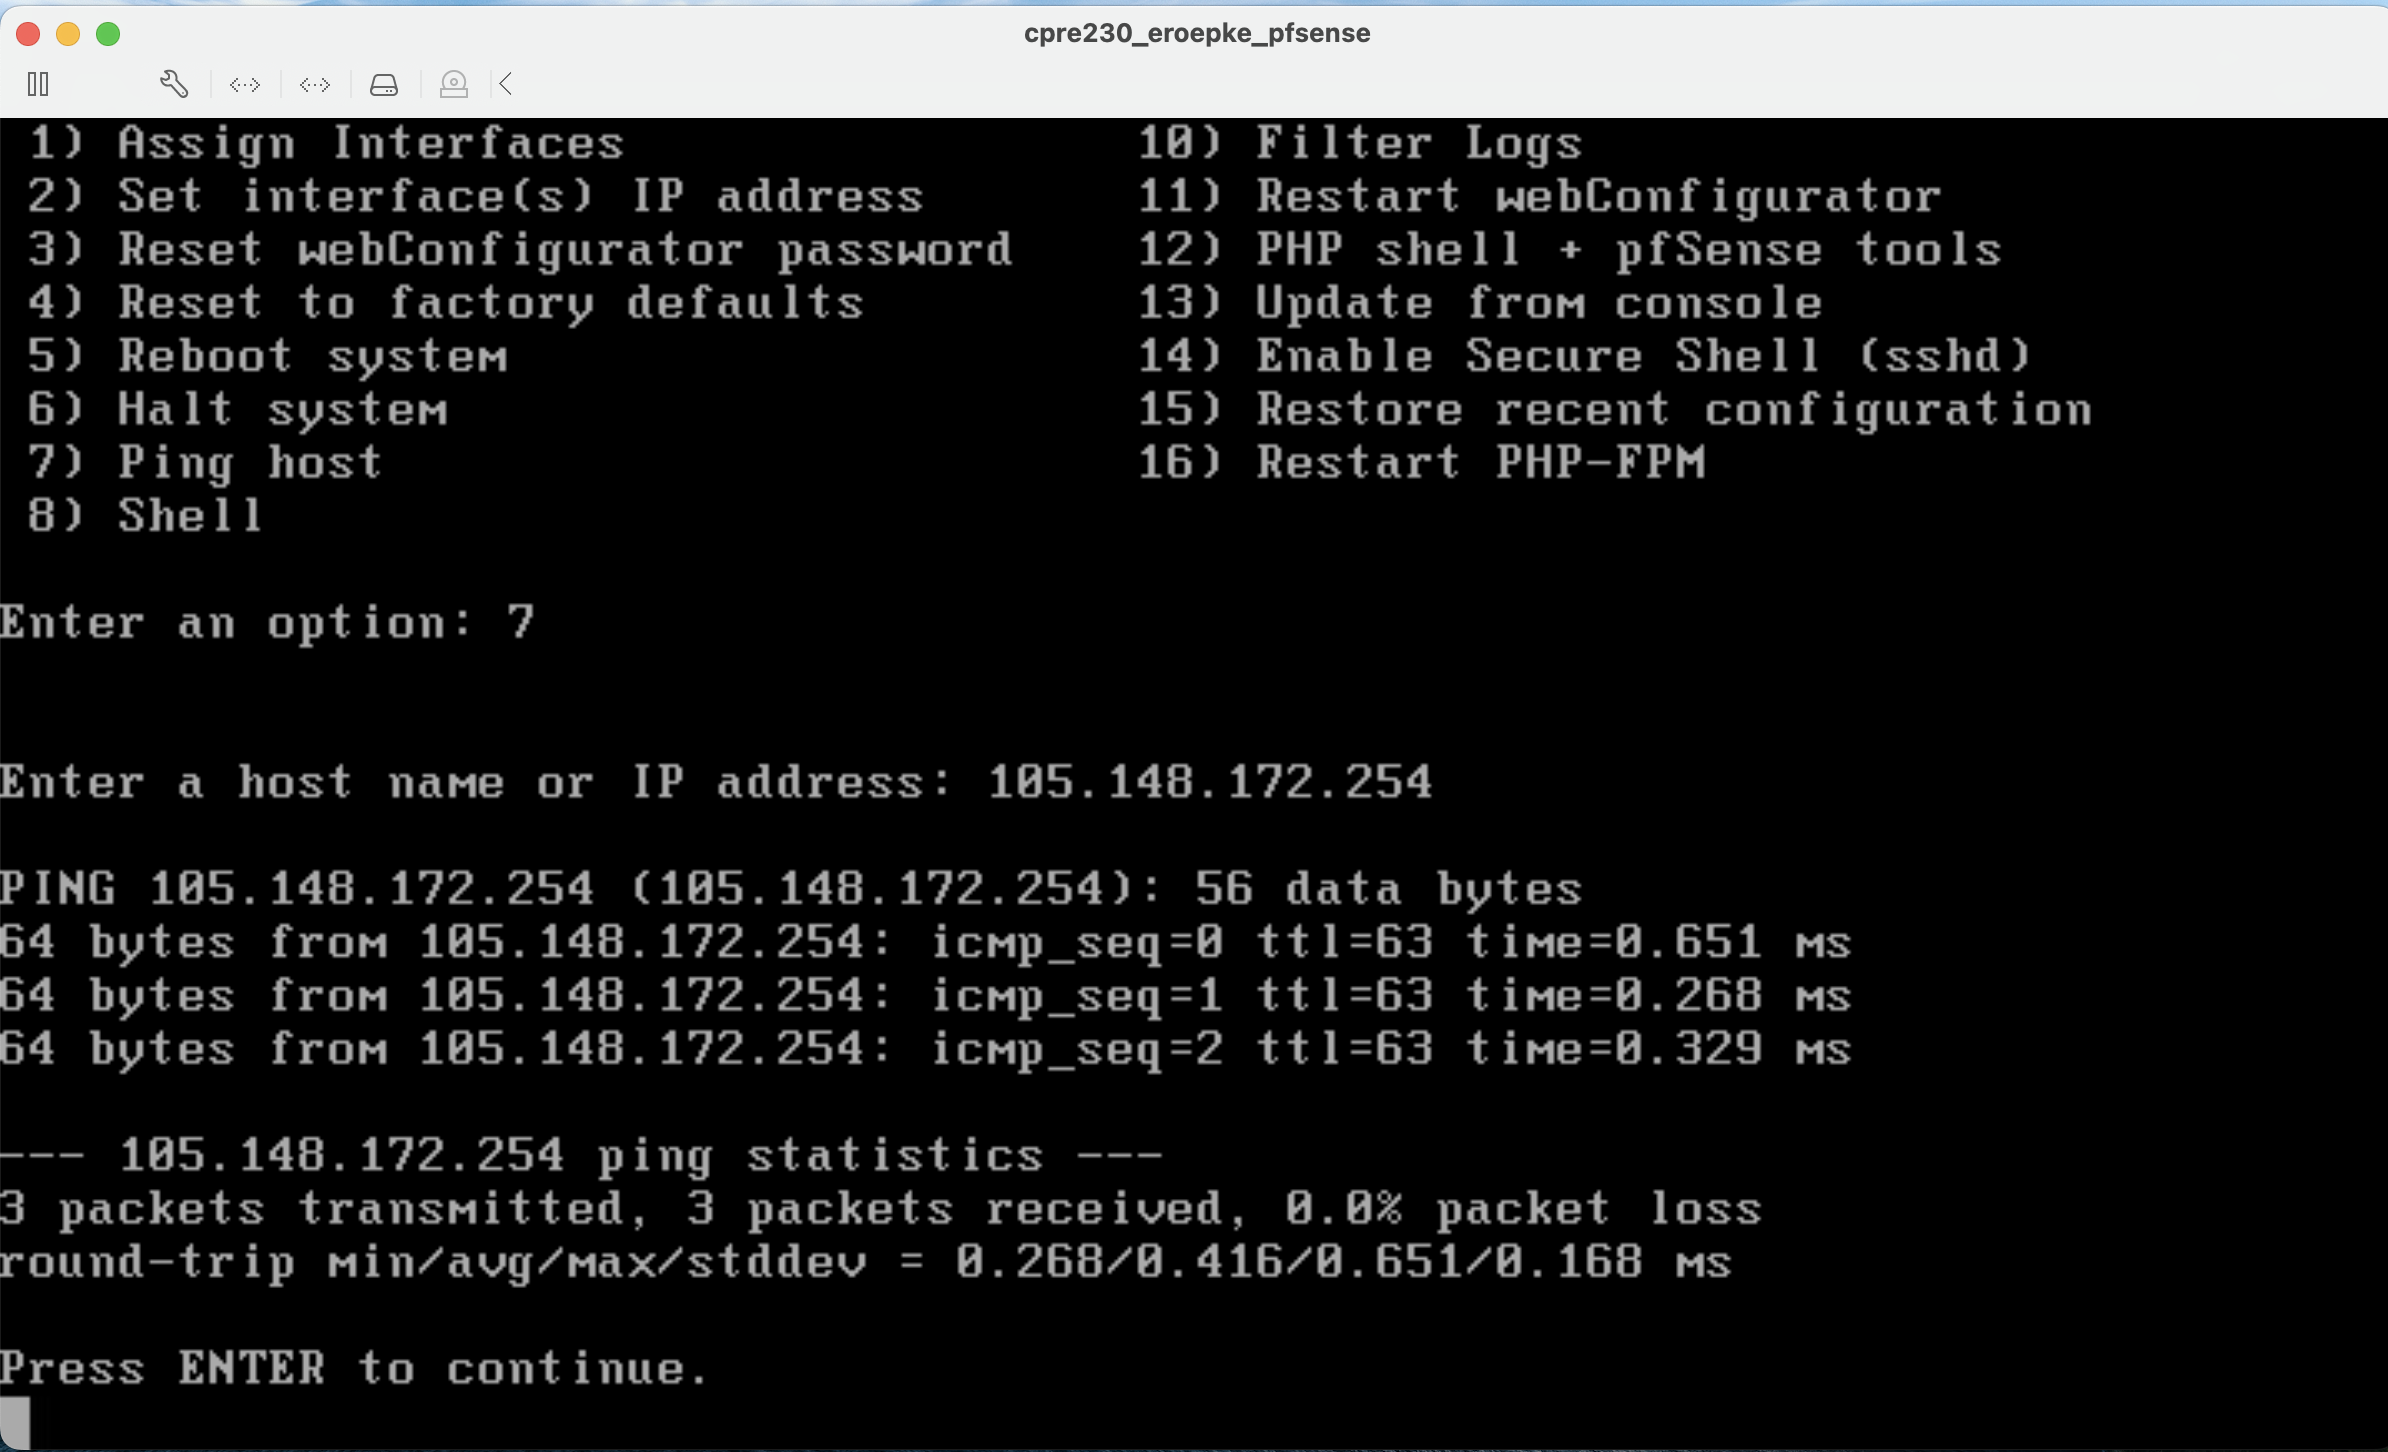 cpre230_eroepke_pfsense
1) Assign Interfaces 10) Filter Logs
2) Set interface(s) IP address 11) Restart webConfigurator
3) Reset webConfigurator password 12) PHP shell + pfSense tools
4) Reset to factory defaults 13) Update from console
5) Reboot system 14) Enable Secure Shell (sshd)
6) Halt system 15) Restore recent configuration
7) Ping host 16) Restart PHP-FPM
8) Shell
Enter an option: 7
Enter a host name or IP address: 105.148.172.254
PING 105.148.172.254 (105.148.172.254): 56 data bytes
64 bytes from 105.148.172.254: icmp_seq=0 ttl=63 time=0.651 ms
64 bytes from 105.148.172.254: icmp_seq=1 ttl=63 time=0.268 ms
64 bytes from 105.148.172.254: icmp_seq=2 ttl=63 time=0.329 ms
--- 105.148.172.254 ping statistics ---
3 packets transmitted, 3 packets received, 0.0% packet loss
round-trip min/avg/max/stddev = 0.268/0.416/0.651/0.168 ms
Press ENTER to continue.